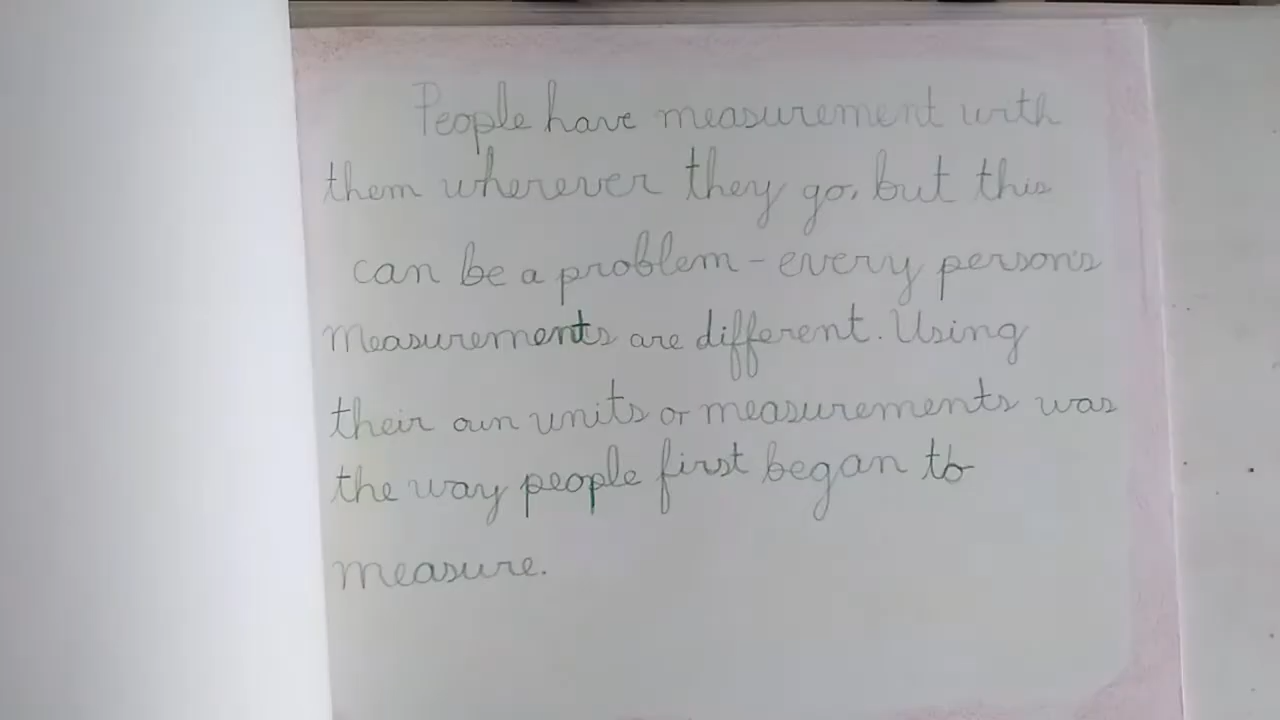 People have measurement with
them wherever they go, but this
can be a problem - every person's
measurements are different. Using
their own units or measurements was
the way people first began to
measure.